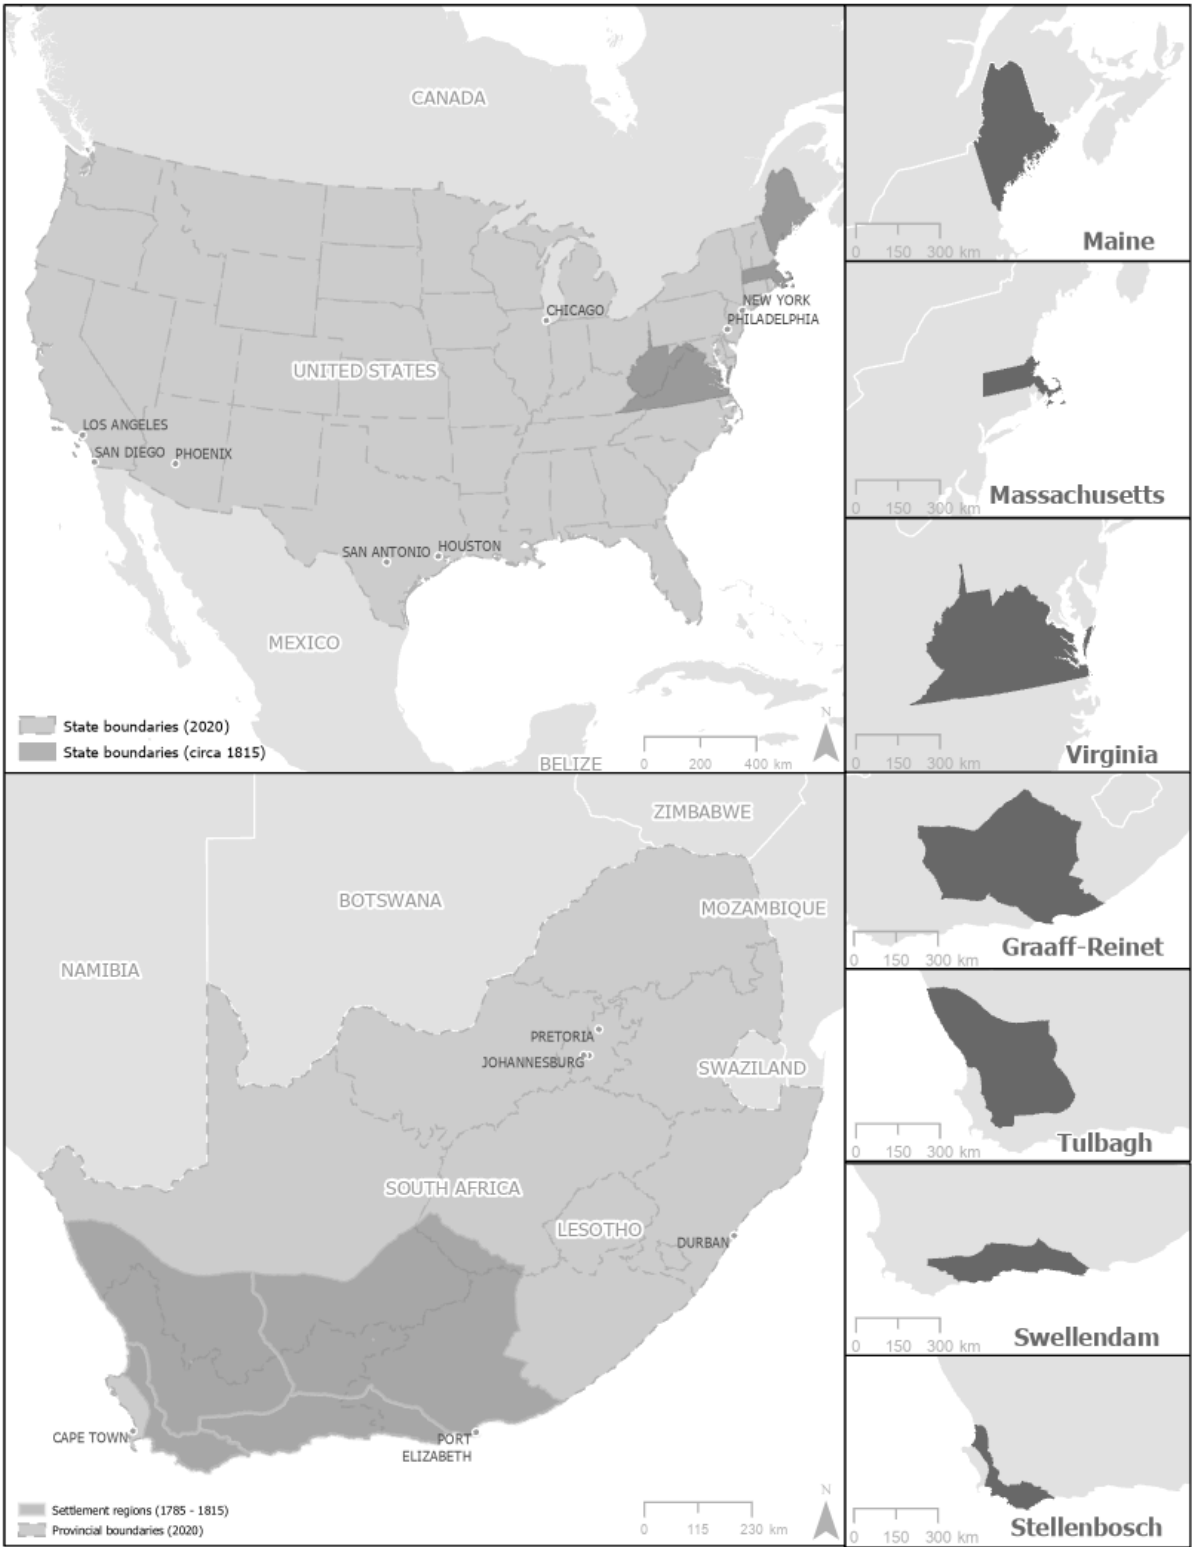 CANADA
CHICAGO
NEW YORK
PHILADELPHIA
UNITED STATES
LOS ANGELES
SAN DIEGO
PHOENIX
SAN ANTONIO
HOUSTON
MEXICO
BELIZE
State boundaries (2020)
State boundaries (circa 1815)
N
0 200 400 km
0 150 300 km
Maine
0 150 300 km
Massachusetts
0 150 300 km
Virginia
ZIMBABWE
BOTSWANA
MOZAMBIQUE
NAMIBIA
PRETORIA
JOHANNESBURG
SWAZILAND
SOUTH AFRICA
LESOTHO
DURBAN
CAPE TOWN
PORT
ELIZABETH
Settlement regions (1785 - 1815)
Provincial boundaries (2020)
N
0 115 230 km
0 150 300 km
Graaff-Reinet
0 150 300 km
Tulbagh
0 150 300 km
Swellendam
0 150 300 km
Stellenbosch